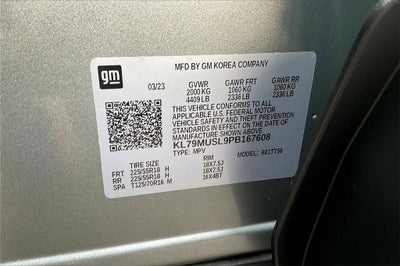 gm
MFD BY GM KOREA COMPANY
03/23 GVWR GAWR FRT GAWR RR
2000 KG 1060 KG 1060 KG
4409 LB 2336 LB 2336 LB
THIS VEHICLE CONFORMS TO ALL
APPLICABLE U.S. FEDERAL MOTOR
VEHICLE SAFETY AND THEFT PREVENTION
STANDARDS IN EFFECT ON THE DATE OF
MANUFACTURE SHOWN ABOVE
KL79MUSL9PB167608
TYPE: MPV MODEL:
TIRE SIZE RIM
FRT 225/55R18 H 18X7.5J
RR 225/55R18 H 18X7.5J
SPA T125/70R16 M 16X4BT